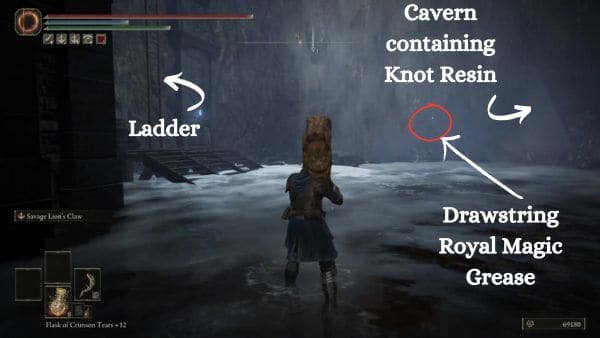 Cavern
containing
Knot Resin
Ladder
Drawstring
Royal Magic
Grease
Savage Lion's Claw
Flask of Crimson Tears +12
69180